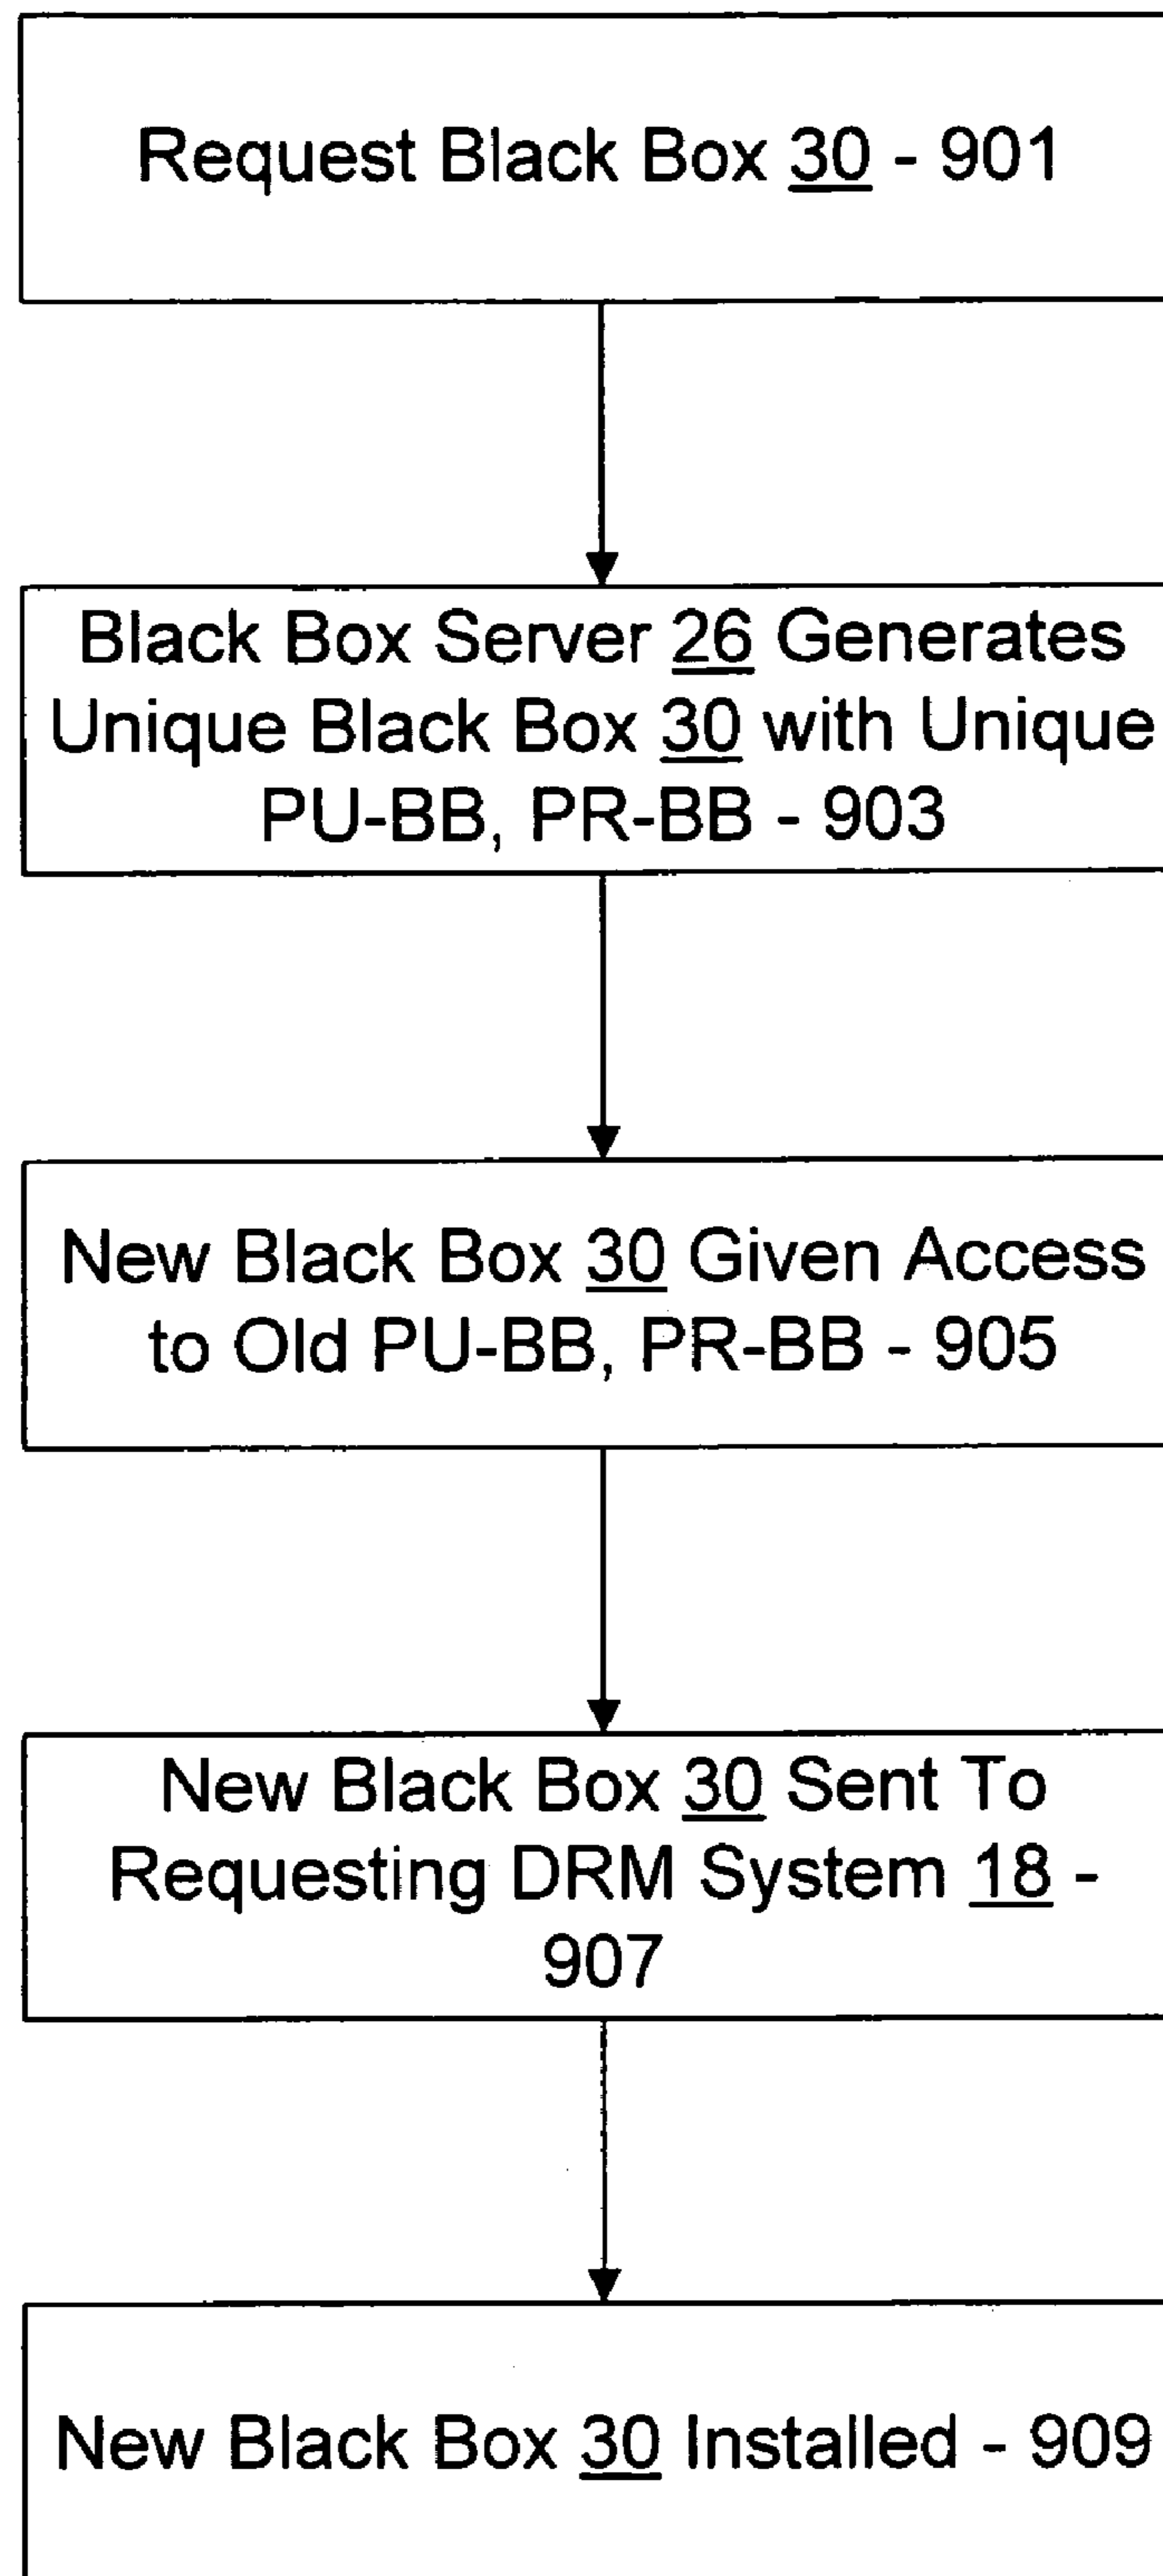 Request Black Box 30 - 901
Black Box Server 26 Generates
Unique Black Box 30 with Unique
PU-BB, PR-BB - 903
New Black Box 30 Given Access
to Old PU-BB, PR-BB - 905
New Black Box 30 Sent To
Requesting DRM System 18 -
907
New Black Box 30 Installed - 909